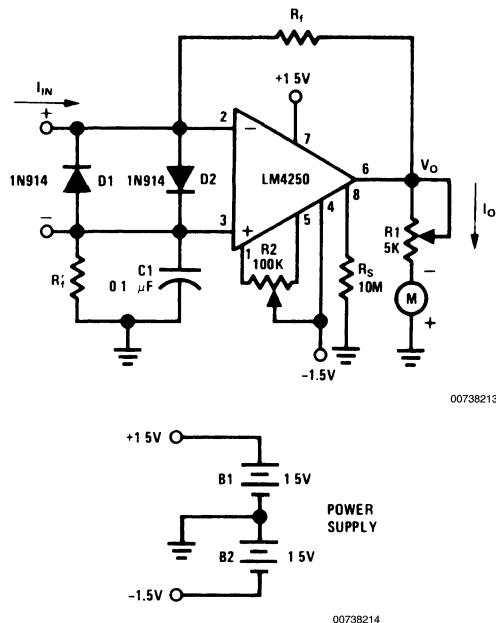 Rf
+1 5V
IIN
+
2
−
7
6
VO
1N914
D1
1N914
D2
LM4250
8
4
IO
−
3
+
5
1
R2
100K
R1
5K
R′f
C1
0 1 μF
RS
10M
−
M
+
−1.5V
00738213
+1 5V
B1
1 5V
POWER
SUPPLY
B2
1 5V
−1.5V
00738214